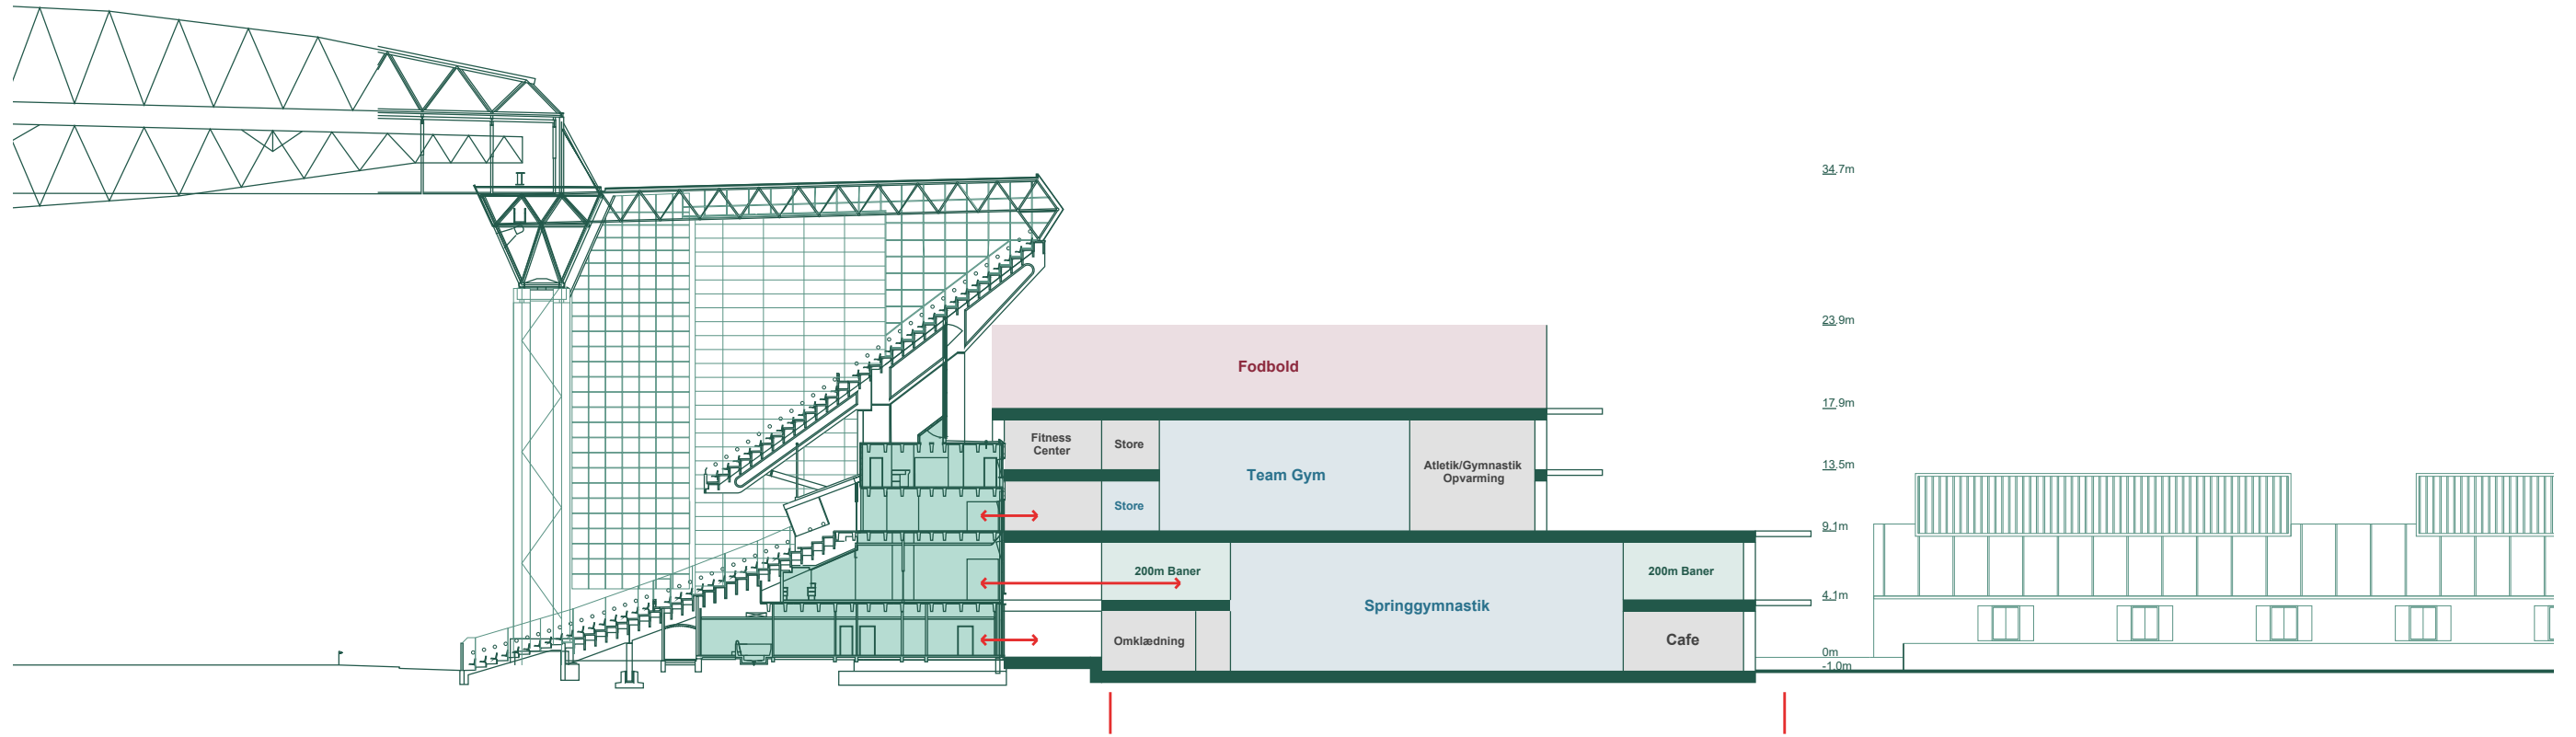 34.7m
23.9m
Fodbold
17.9m
Fitness
Center
Store
Team Gym
Atletik/Gymnastik
Opvarming
13.5m
Store
9.1m
200m Baner
200m Baner
Springgymnastik
4.1m
Omklædning
Cafe
0m
-1.0m